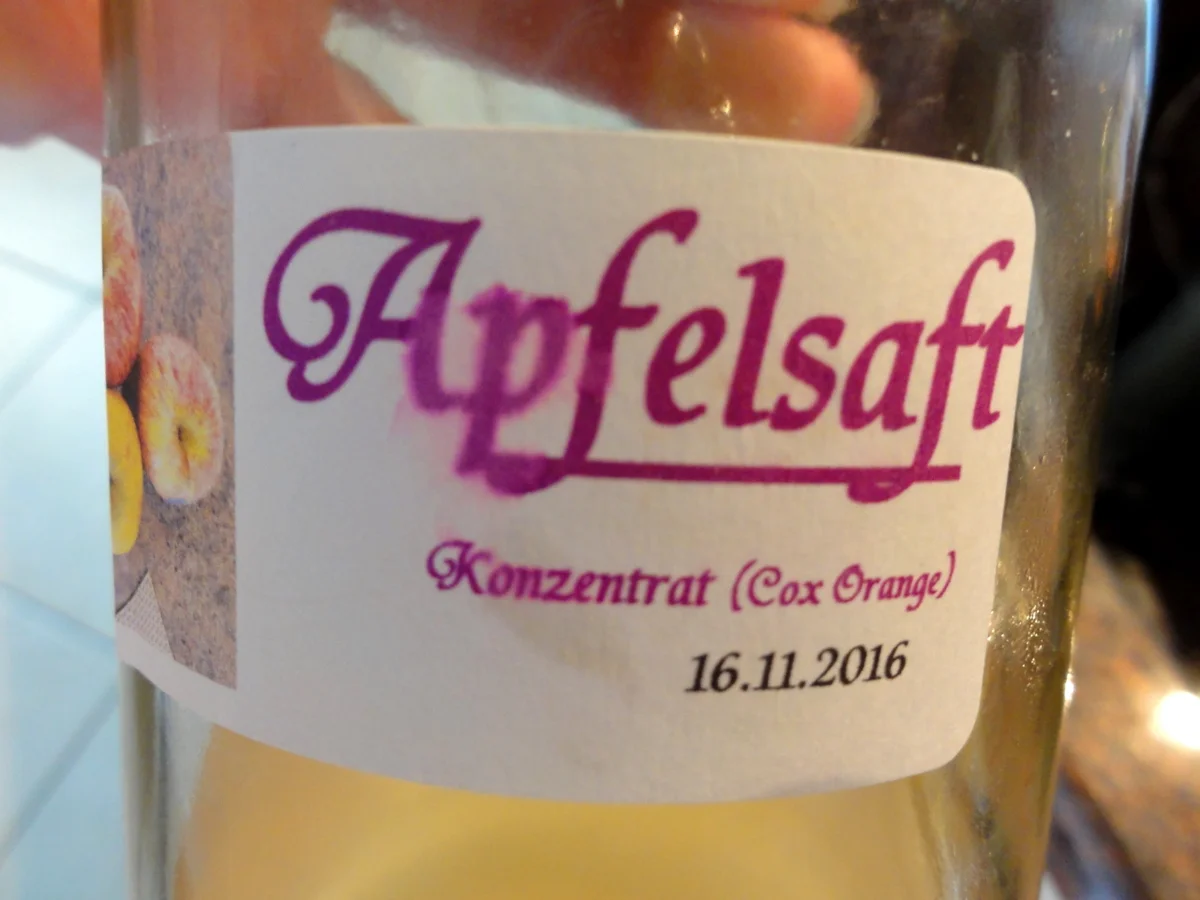 Apfelsaft
Konzentrat (Cox Orange)
16.11.2016